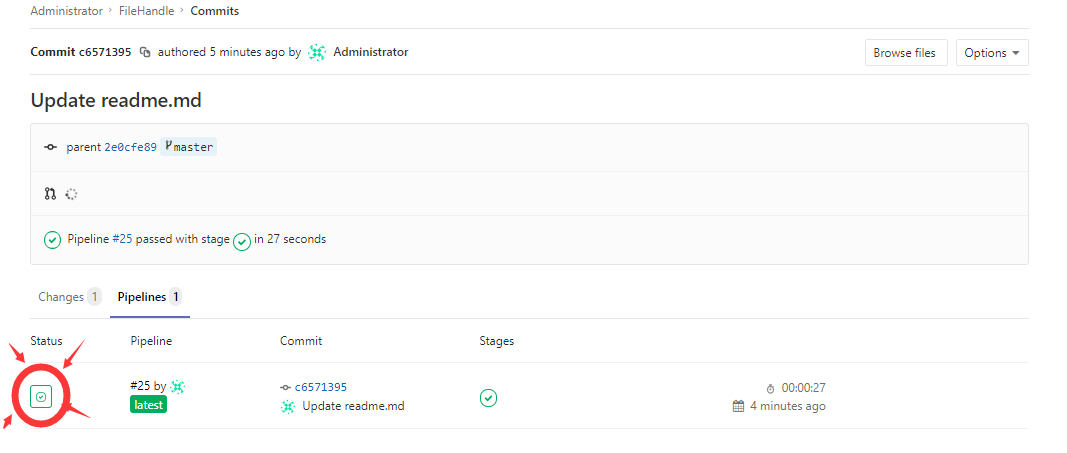 Administrator > FileHandle > Commits
Commit c6571395 authored 5 minutes ago by Administrator
Browse files
Options
Update readme.md
parent 2e0cfe89 master
Pipeline #25 passed with stage in 27 seconds
Changes 1 Pipelines 1
Status Pipeline Commit Stages
#25 by c6571395 00:00:27
latest Update readme.md 4 minutes ago